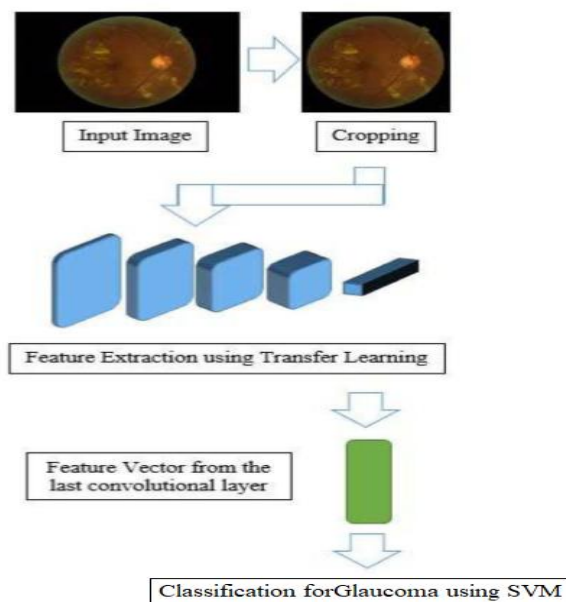 Input Image
Cropping
Feature Extraction using Transfer Learning
Feature Vector from the
last convolutional layer
Classification forGlaucoma using SVM